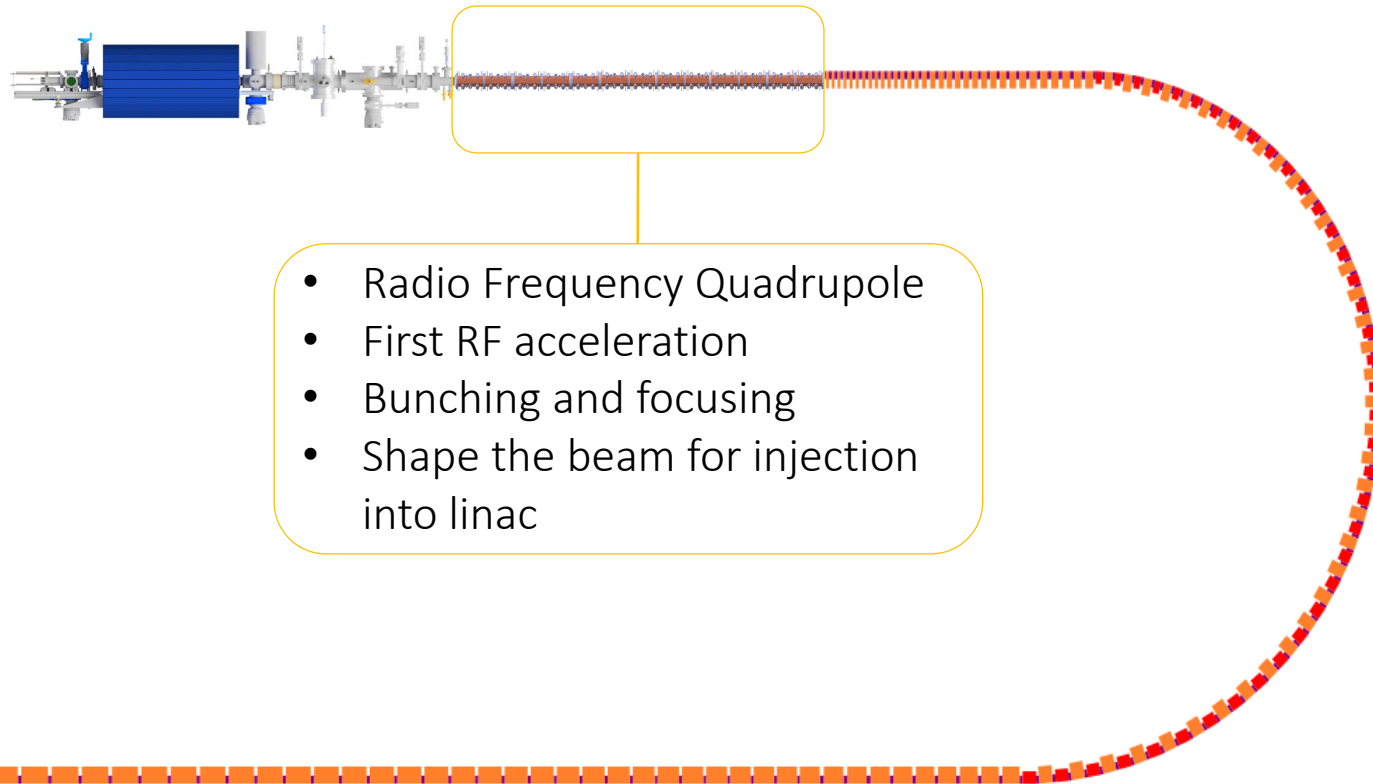 • Radio Frequency Quadrupole
• First RF acceleration
• Bunching and focusing
• Shape the beam for injection
into linac